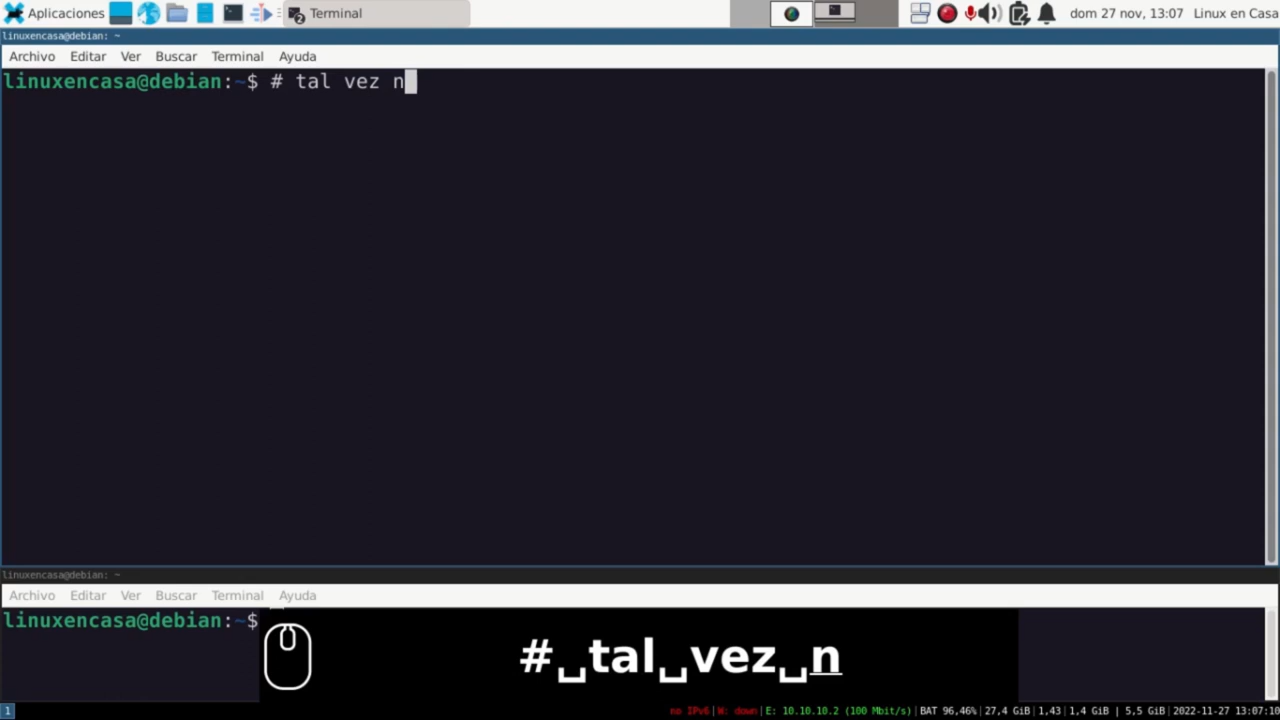 Aplicaciones
2 Terminal
dom 27 nov, 13:07 Linux en Casa
linuxencasa@debian: ~
Archivo Editar Ver Buscar Terminal Ayuda
linuxencasa@debian:~$ # tal vez n
linuxencasa@debian: ~
Archivo Editar Ver Buscar Terminal Ayuda
linuxencasa@debian:~$
#␣tal␣vez␣n
1
no IPv6|W: down|E: 10.10.10.2 (100 Mbit/s)|BAT 96,46%|27,4 GiB|1,43|1,4 GiB | 5,5 GiB|2022-11-27 13:07:10